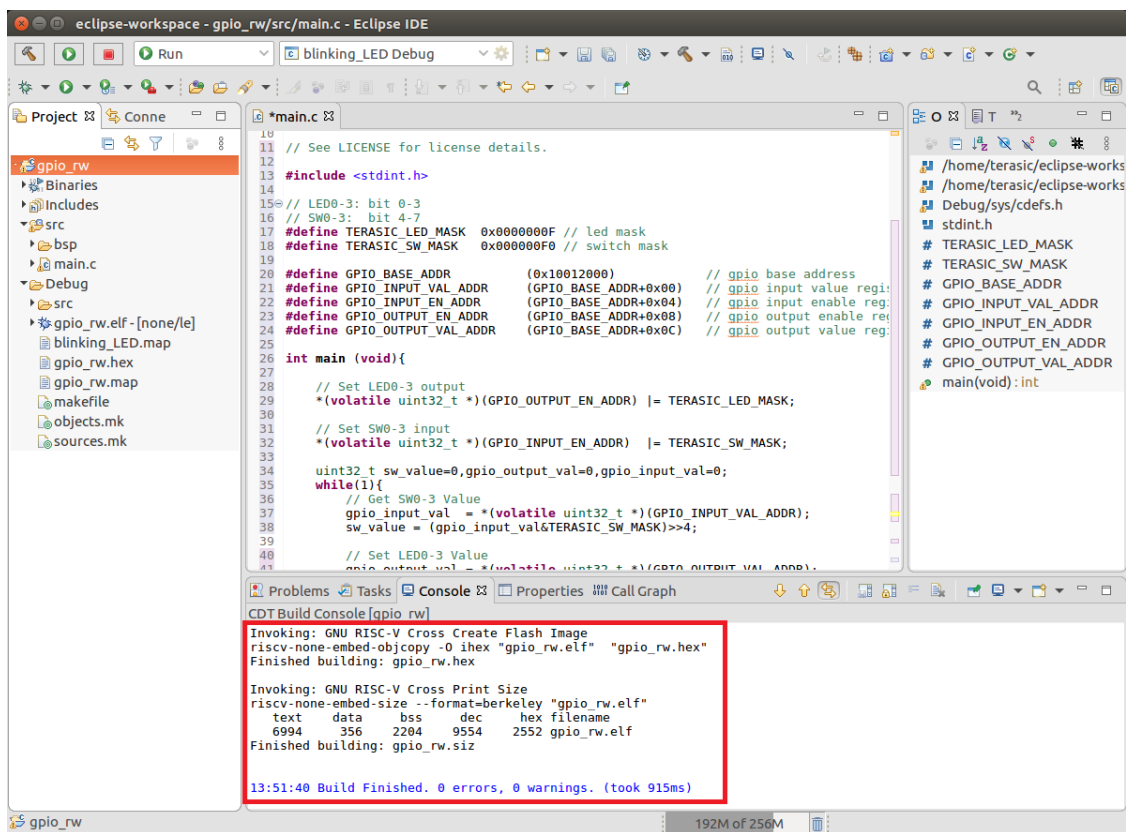 eclipse-workspace - gpio_rw/src/main.c - Eclipse IDE
Run
blinking_LED Debug
Project
Conne
gpio_rw
Binaries
Includes
src
bsp
main.c
Debug
src
gpio_rw.elf - [none/le]
blinking_LED.map
gpio_rw.hex
gpio_rw.map
makefile
objects.mk
sources.mk
*main.c
10
11 // See LICENSE for license details.
12
13 #include <stdint.h>
14
15 // LED0-3: bit 0-3
16 // SW0-3:  bit 4-7
17 #define TERASIC_LED_MASK  0x0000000F // led mask
18 #define TERASIC_SW_MASK   0x000000F0 // switch mask
19
20 #define GPIO_BASE_ADDR          (0x10012000)            // gpio base address
21 #define GPIO_INPUT_VAL_ADDR     (GPIO_BASE_ADDR+0x00)   // gpio input value regis
22 #define GPIO_INPUT_EN_ADDR      (GPIO_BASE_ADDR+0x04)   // gpio input enable reg
23 #define GPIO_OUTPUT_EN_ADDR     (GPIO_BASE_ADDR+0x08)   // gpio output enable reg
24 #define GPIO_OUTPUT_VAL_ADDR    (GPIO_BASE_ADDR+0x0C)   // gpio output value reg
25
26 int main (void){
27
28     // Set LED0-3 output
29     *(volatile uint32_t *)(GPIO_OUTPUT_EN_ADDR) |= TERASIC_LED_MASK;
30
31     // Set SW0-3 input
32     *(volatile uint32_t *)(GPIO_INPUT_EN_ADDR)  |= TERASIC_SW_MASK;
33
34     uint32_t sw_value=0,gpio_output_val=0,gpio_input_val=0;
35     while(1){
36         // Get SW0-3 Value
37         gpio_input_val  = *(volatile uint32_t *)(GPIO_INPUT_VAL_ADDR);
38         sw_value = (gpio_input_val&TERASIC_SW_MASK)>>4;
39
40         // Set LED0-3 Value
41         gpio_output_val = *(volatile uint32_t *)(GPIO_OUTPUT_VAL_ADDR);
O
T
»2
/home/terasic/eclipse-works
/home/terasic/eclipse-works
Debug/sys/cdefs.h
stdint.h
# TERASIC_LED_MASK
# TERASIC_SW_MASK
# GPIO_BASE_ADDR
# GPIO_INPUT_VAL_ADDR
# GPIO_INPUT_EN_ADDR
# GPIO_OUTPUT_EN_ADDR
# GPIO_OUTPUT_VAL_ADDR
main(void) : int
Problems
Tasks
Console
Properties
Call Graph
CDT Build Console [gpio_rw]
Invoking: GNU RISC-V Cross Create Flash Image
riscv-none-embed-objcopy -O ihex "gpio_rw.elf"  "gpio_rw.hex"
Finished building: gpio_rw.hex
Invoking: GNU RISC-V Cross Print Size
riscv-none-embed-size --format=berkeley "gpio_rw.elf"
text    data     bss     dec     hex filename
6994     356    2204    9554    2552 gpio_rw.elf
Finished building: gpio_rw.siz
13:51:40 Build Finished. 0 errors, 0 warnings. (took 915ms)
gpio_rw
192M of 256M